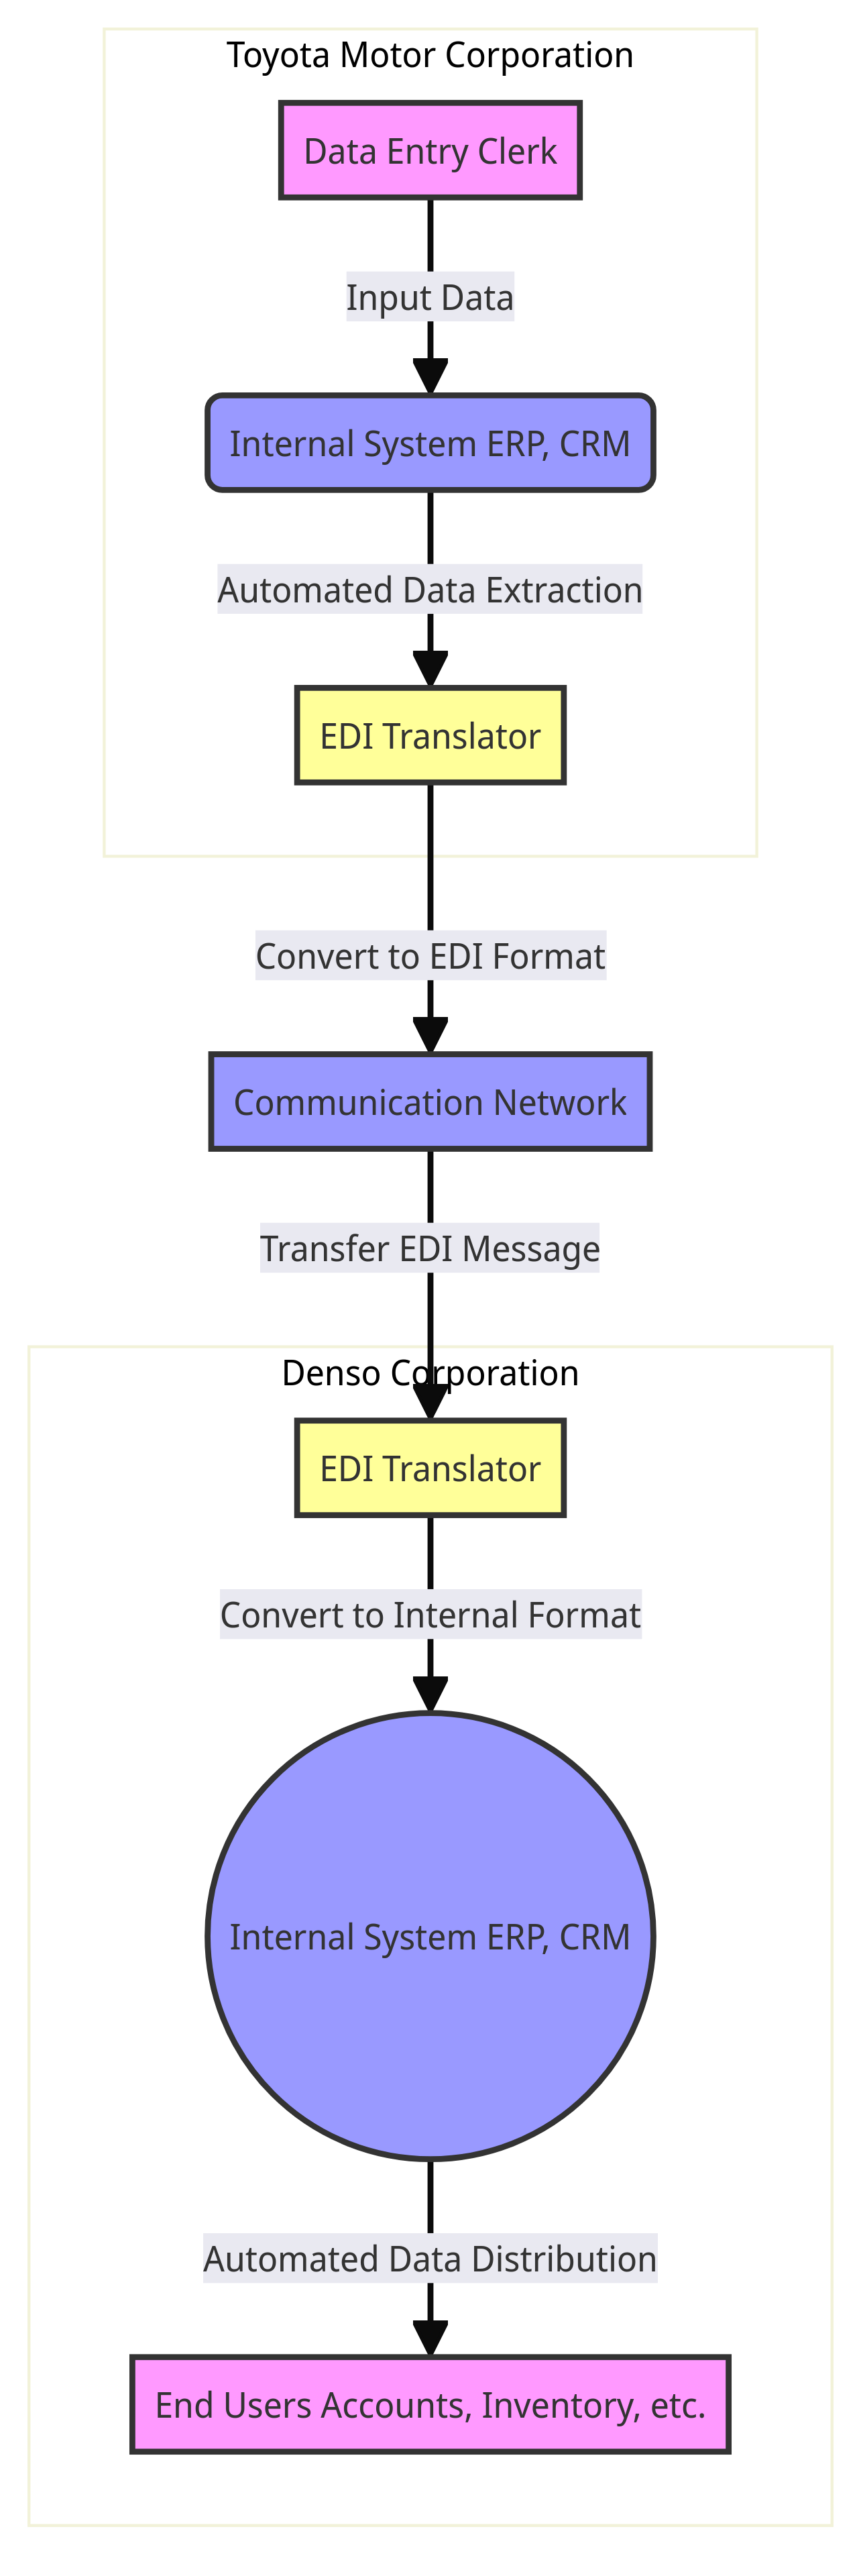 Toyota Motor Corporation
Data Entry Clerk
Input Data
Internal System ERP, CRM
Automated Data Extraction
EDI Translator
Convert to EDI Format
Communication Network
Transfer EDI Message
Denso Corporation
EDI Translator
Convert to Internal Format
Internal System ERP, CRM
Automated Data Distribution
End Users Accounts, Inventory, etc.